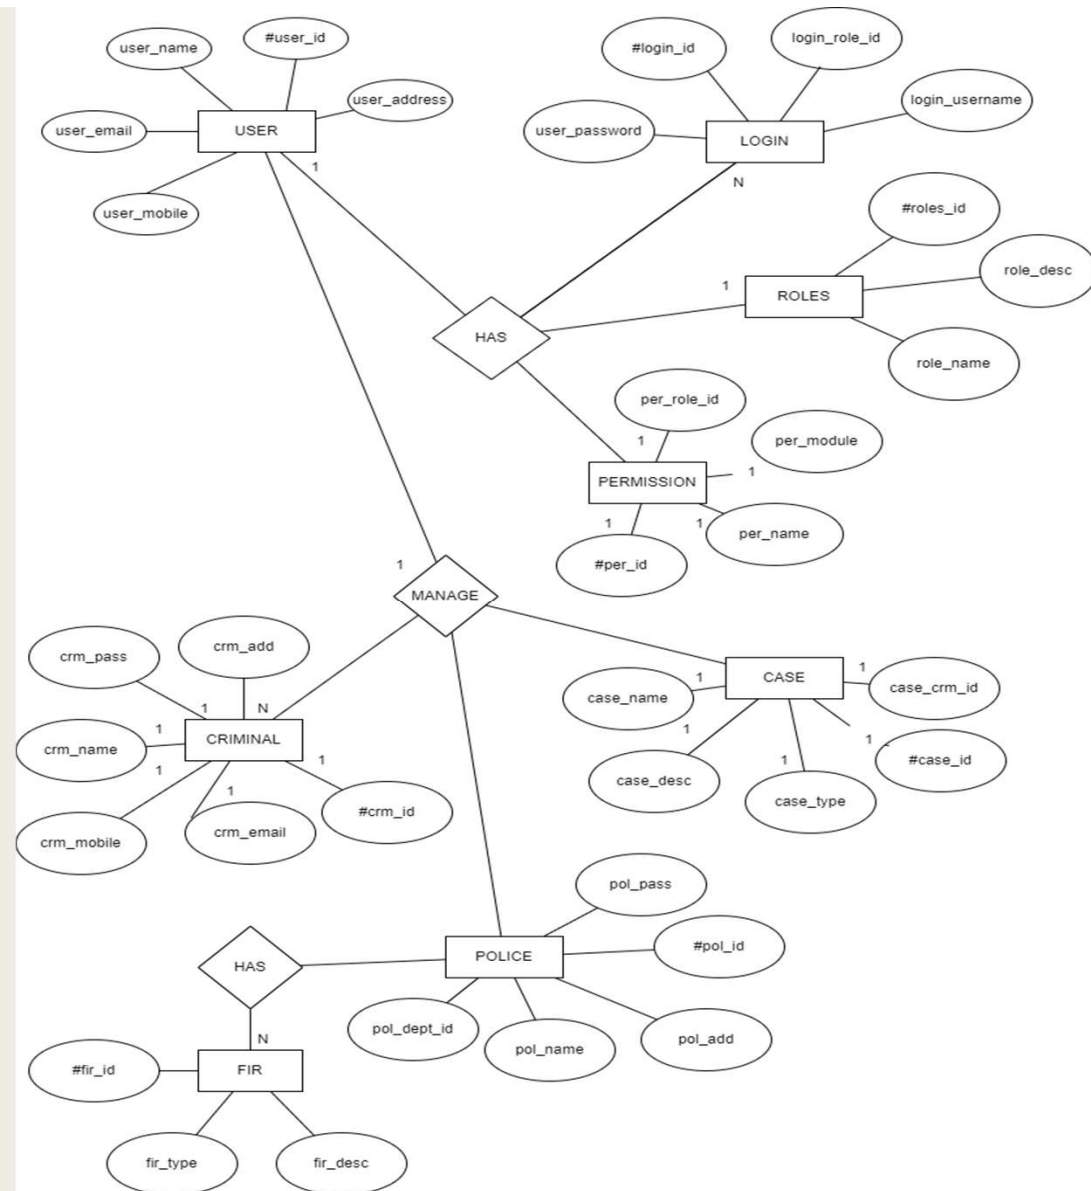 #user_id
login_role_id
user_name
#login_id
user_address
login_username
user_email
USER
user_password
LOGIN
1
N
#roles_id
user_mobile
role_desc
1
ROLES
HAS
role_name
per_role_id
1
per_module
1
PERMISSION
1
1
per_name
#per_id
1
MANAGE
crm_pass
crm_add
1
CASE
1
case_crm_id
case_name
1
N
1
CRIMINAL
1
1
crm_name
1
1
#case_id
1
case_desc
1
case_type
1
#crm_id
crm_mobile
crm_email
pol_pass
#pol_id
POLICE
HAS
pol_dept_id
pol_name
pol_add
N
#fir_id
FIR
fir_type
fir_desc